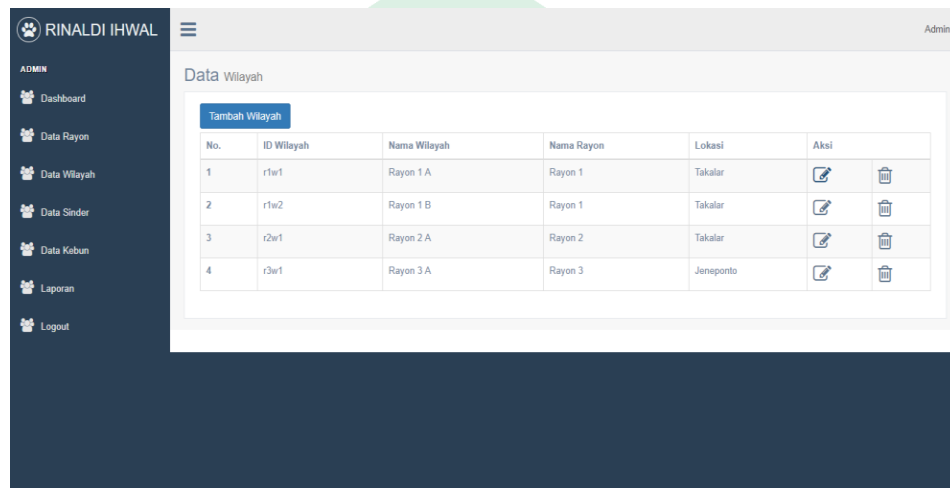 RINALDI IHWAL
Admin
ADMIN
Dashboard
Data Rayon
Data Wilayah
Data Sinder
Data Kebun
Laporan
Logout
Data Wilayah
Tambah Wilayah
No. ID Wilayah Nama Wilayah Nama Rayon Lokasi Aksi
1 r1w1 Rayon 1 A Rayon 1 Takalar
2 r1w2 Rayon 1 B Rayon 1 Takalar
3 r2w1 Rayon 2 A Rayon 2 Takalar
4 r3w1 Rayon 3 A Rayon 3 Jeneponto